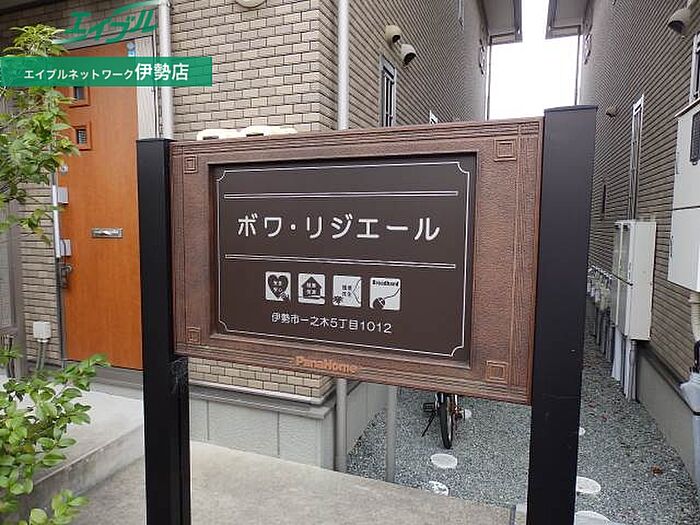 エイブル
エイブルネットワーク伊勢店
ボワ・リジエール
Broadband
伊勢市一之木5丁目1012
PanaHome